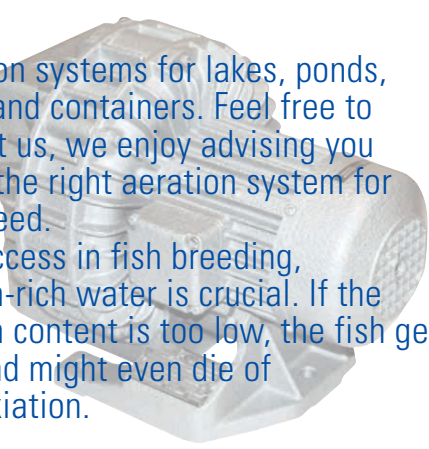 on systems for lakes, ponds,
and containers. Feel free to
t us, we enjoy advising you
the right aeration system for
eed.
ccess in fish breeding,
n-rich water is crucial. If the
n content is too low, the fish ge
nd might even die of
xiation.